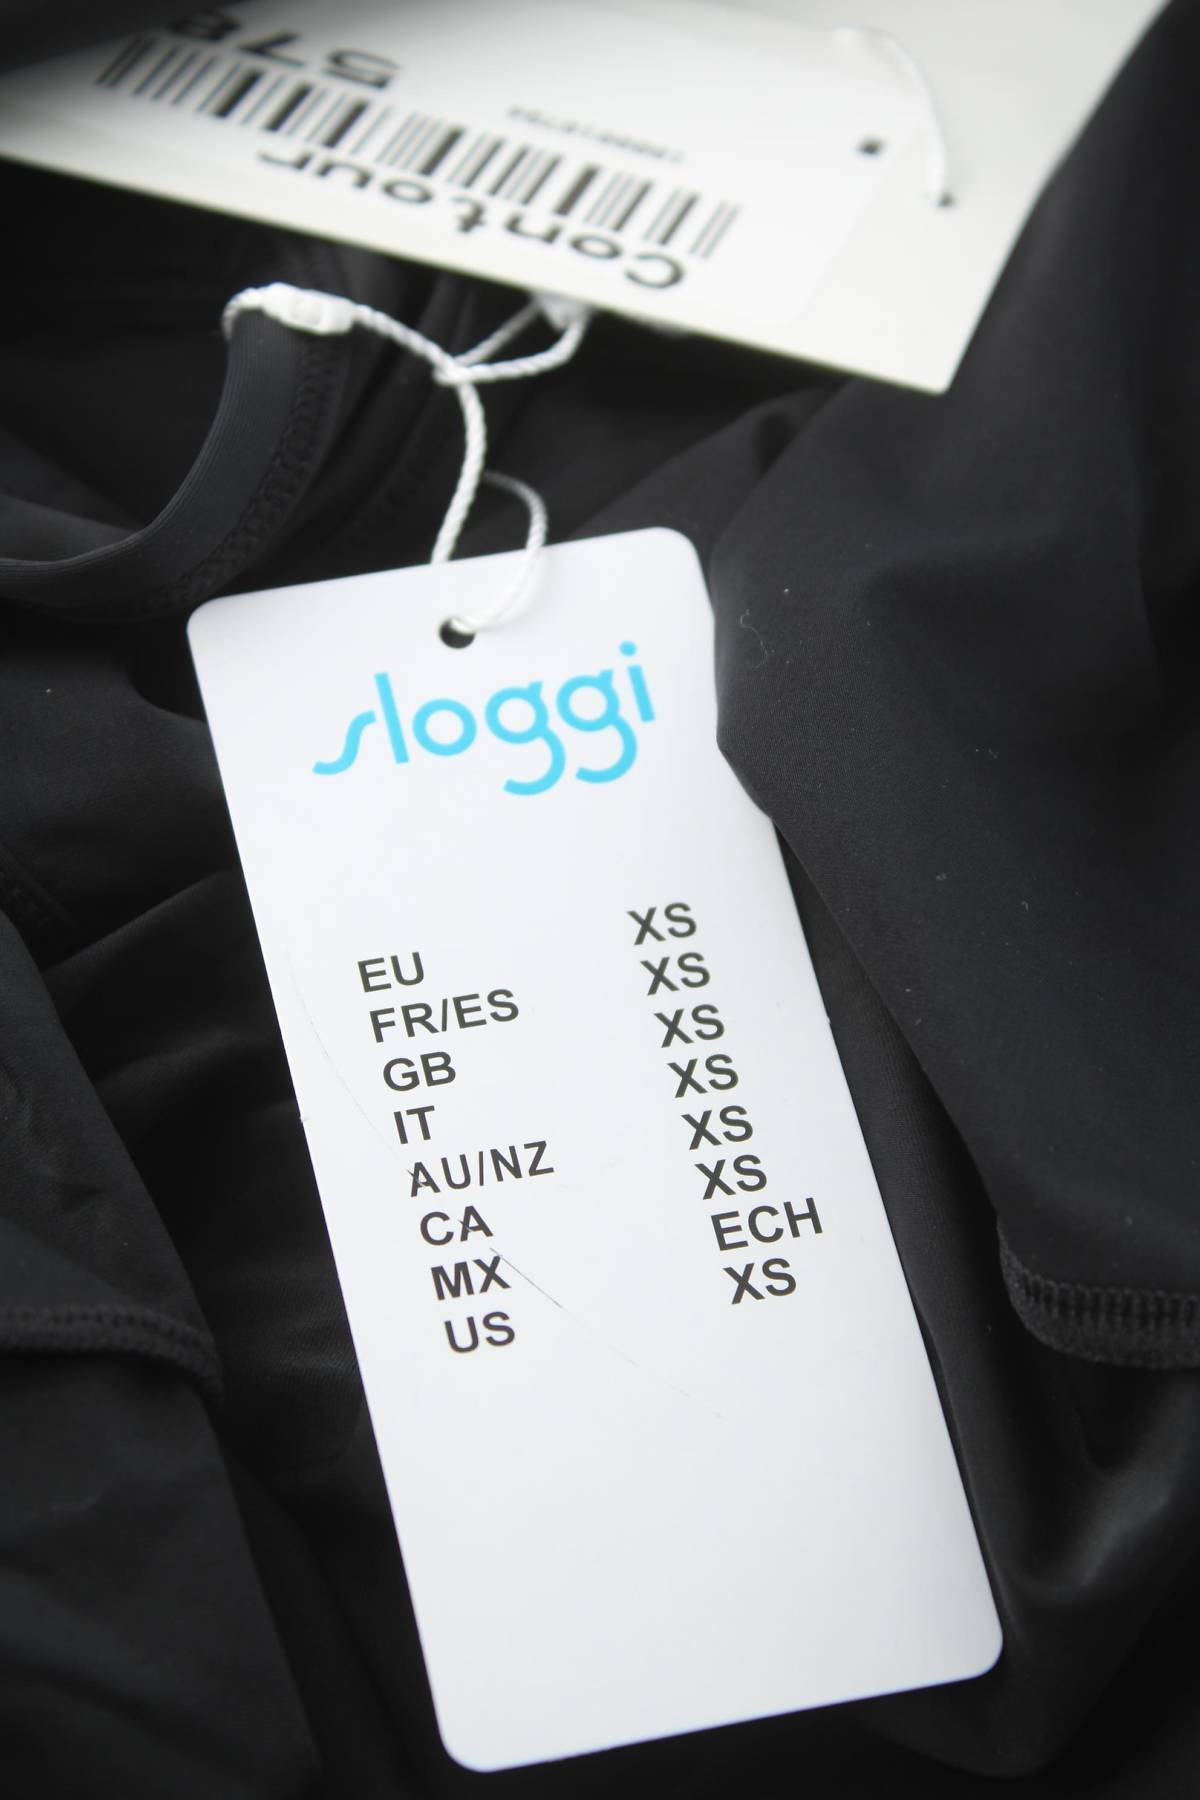 578
Contour
sloggi
EU XS
FR/ES XS
GB XS
IT XS
AU/NZ XS
CA XS
MX ECH
US XS